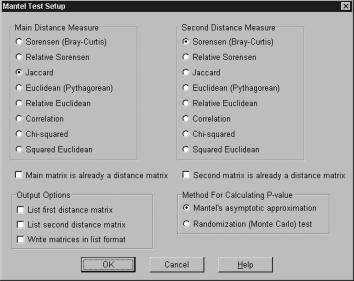 Mantel Test Setup
Main Distance Measure
Sorensen (Bray-Curtis)
Relative Sorensen
Jaccard
Euclidean (Pythagorean)
Relative Euclidean
Correlation
Chi-squared
Squared Euclidean
Second Distance Measure
Sorensen (Bray-Curtis)
Relative Sorensen
Jaccard
Euclidean (Pythagorean)
Relative Euclidean
Correlation
Chi-squared
Squared Euclidean
Main matrix is already a distance matrix
Second matrix is already a distance matrix
Output Options
List first distance matrix
List second distance matrix
Write matrices in list format
Method For Calculating P-value
Mantel's asymptotic approximation
Randomization (Monte Carlo) test
OK
Cancel
Help